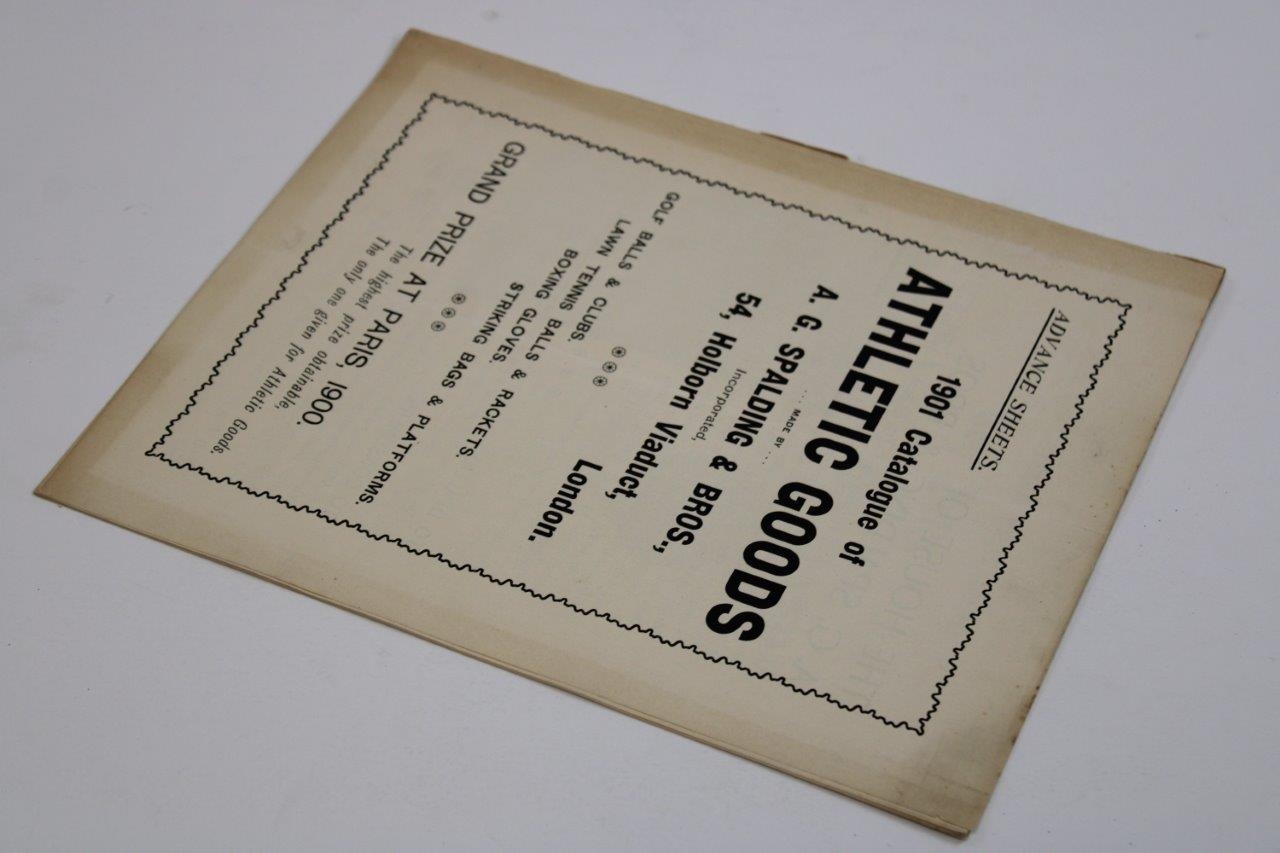 ADVANCE SHEETS.
1901 Catalogue of
ATHLETIC GOODS
... MADE BY ...
A. G. SPALDING & BROS.,
Incorporated,
54, Holborn Viaduct,
London.
GOLF BALLS & CLUBS.
LAWN TENNIS BALLS & RACKETS.
BOXING GLOVES.
STRIKING BAGS & PLATFORMS.
GRAND PRIZE AT PARIS, 1900.
The highest prize obtainable,
The only one given for Athletic Goods.